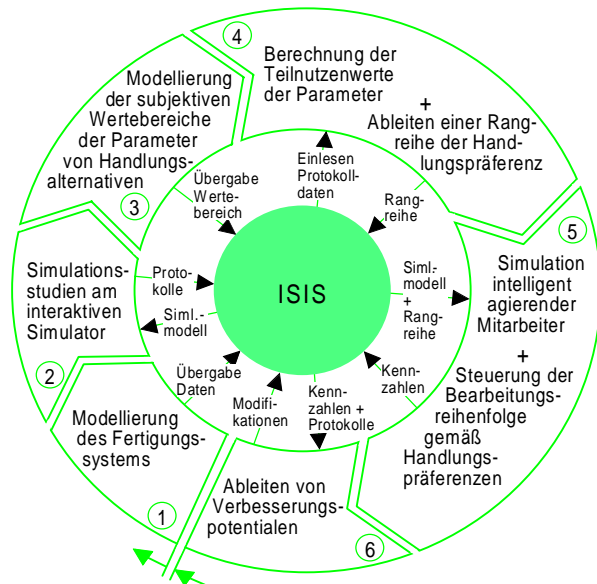 4
Berechnung der
Teilnutzenwerte
der Parameter
+
Ableiten einer Rang-
reihe der Hand-
lungspräferenz
Modellierung
der subjektiven
Wertebereiche
der Parameter
von Handlungs-
alternativen
3
Übergabe
Werte-
bereich
Einlesen
Protokoll-
daten
Rang-
reihe
5
Simulation
intelligent
agierender
Mitarbeiter
+
Steuerung der
Bearbeitungs-
reihenfolge
gemäß
Handlungs-
präferenzen
Simulations-
studien am
interaktiven
Simulator
2
Proto-
kolle
Siml.-
modell
ISIS
Siml.-
modell
+
Rang-
reihe
Übergabe
Daten
Modifi-
kationen
Kenn-
zahlen +
Protokolle
Kenn-
zahlen
Modellierung
des Fertigungs-
systems
1
Ableiten von
Verbesserungs-
potentialen
6